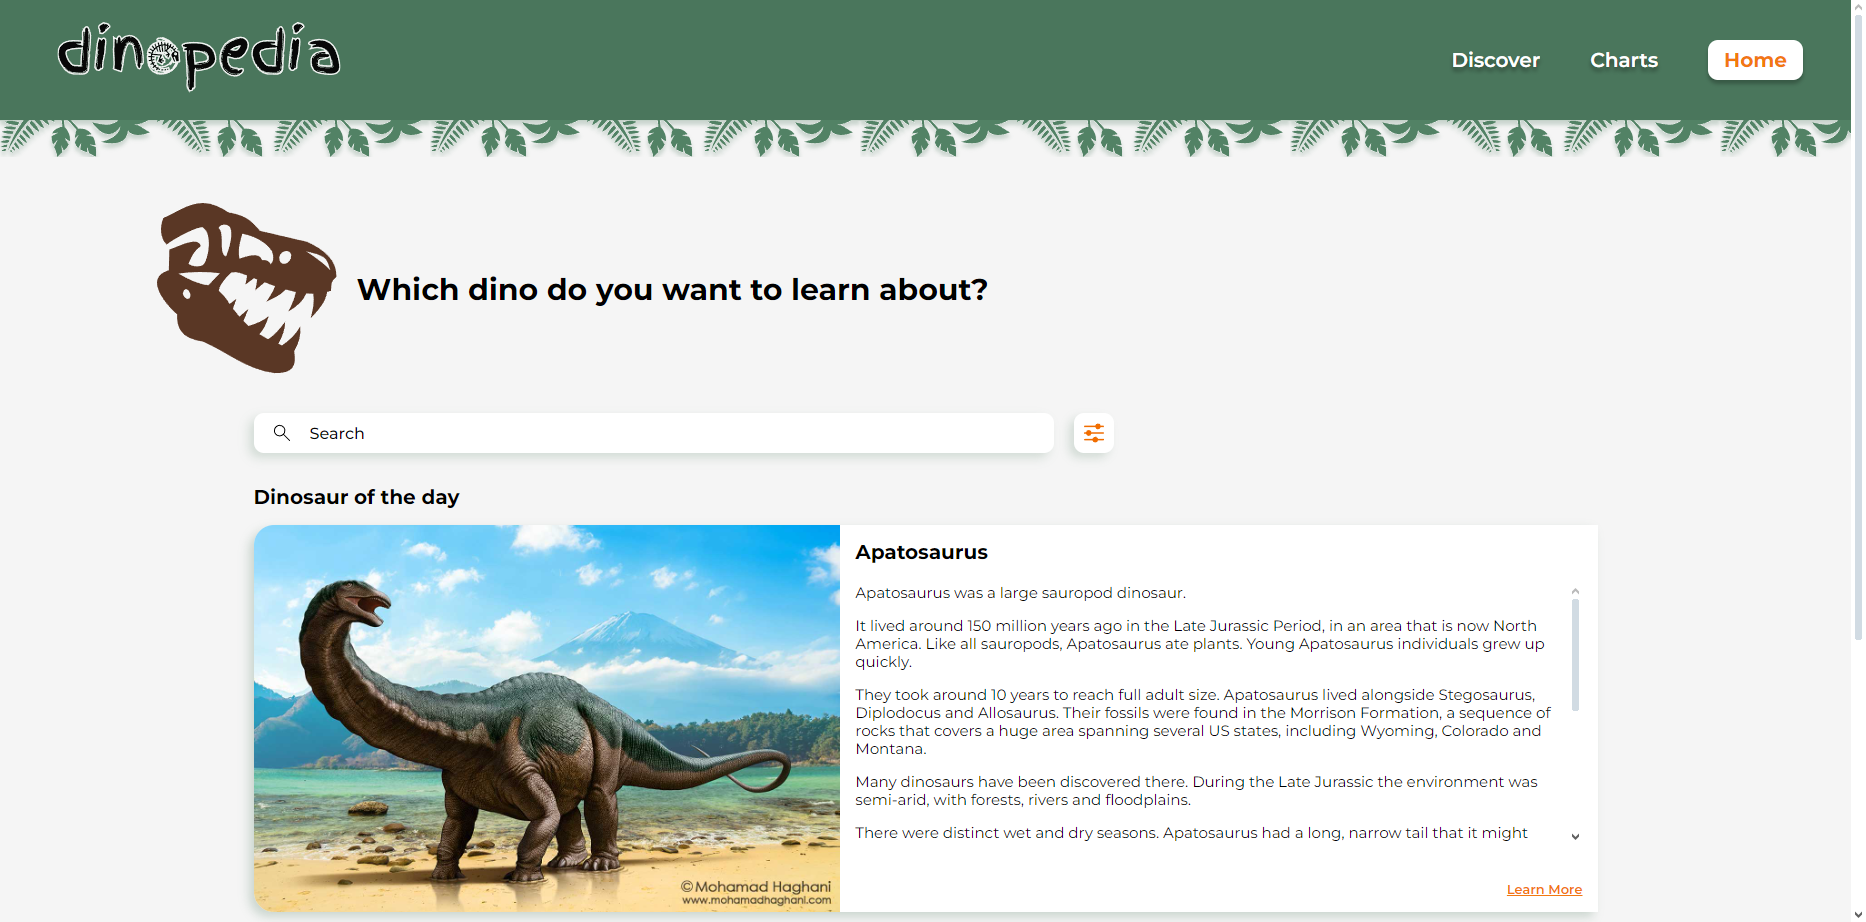 dinopedia
Discover
Charts
Home
Which dino do you want to learn about?
Search
Dinosaur of the day
Apatosaurus
Apatosaurus was a large sauropod dinosaur.
It lived around 150 million years ago in the Late Jurassic Period, in an area that is now North
America. Like all sauropods, Apatosaurus ate plants. Young Apatosaurus individuals grew up
quickly.
They took around 10 years to reach full adult size. Apatosaurus lived alongside Stegosaurus,
Diplodocus and Allosaurus. Their fossils were found in the Morrison Formation, a sequence of
rocks that covers a huge area spanning several US states, including Wyoming, Colorado and
Montana.
Many dinosaurs have been discovered there. During the Late Jurassic the environment was
semi-arid, with forests, rivers and floodplains.
There were distinct wet and dry seasons. Apatosaurus had a long, narrow tail that it might
©Mohamad Haghani
www.mohamadhaghani.com
Learn More